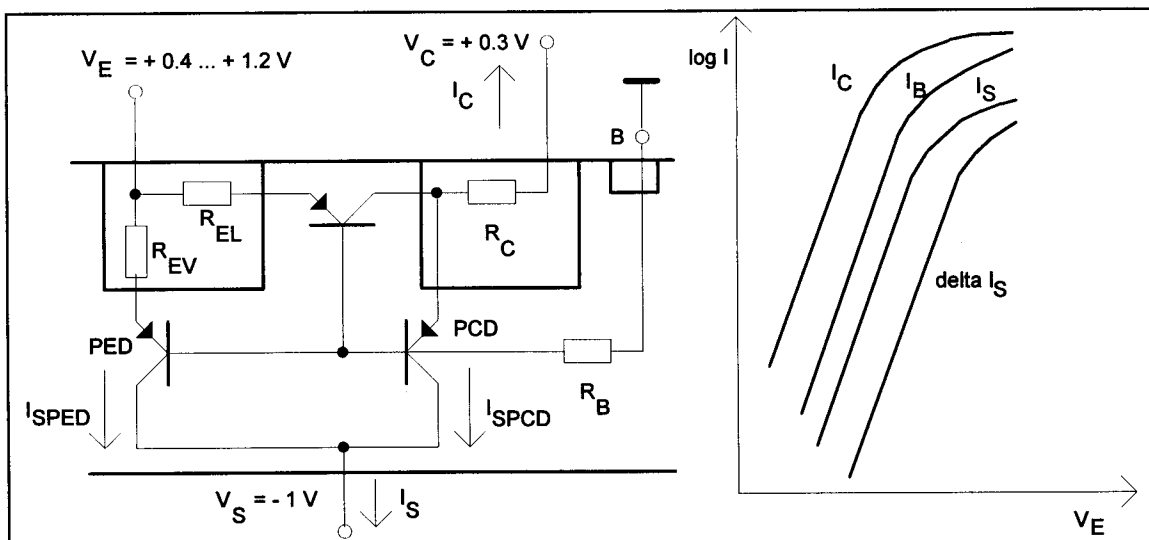 V_E = + 0.4 ... + 1.2 V
V_C = + 0.3 V
I_C
B
R_EL
R_EV
R_C
PED
PCD
R_B
I_SPED
I_SPCD
V_S = - 1 V
I_S
log I
I_C
I_B
I_S
delta I_S
V_E